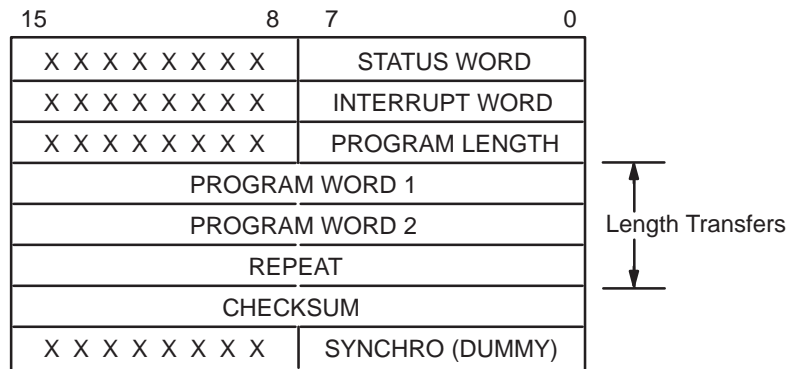 15 8 7 0
X X X X X X X X STATUS WORD
X X X X X X X X INTERRUPT WORD
X X X X X X X X PROGRAM LENGTH
PROGRAM WORD 1
PROGRAM WORD 2 Length Transfers
REPEAT
CHECKSUM
X X X X X X X X SYNCHRO (DUMMY)